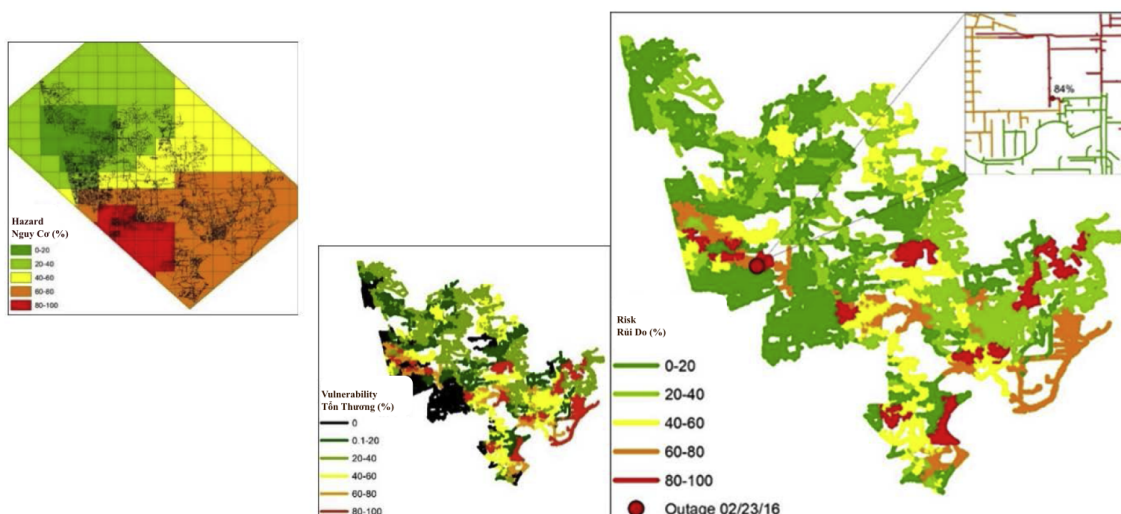 Hazard
Nguy Cơ (%)
0-20
20-40
40-60
60-60
80-100
Vulnerability
Tổn Thương (%)
0
0.1-20
20-40
40-60
60-80
80-100
84%
Risk
Rủi Do (%)
0-20
20-40
40-60
60-80
80-100
Outage 02/23/16